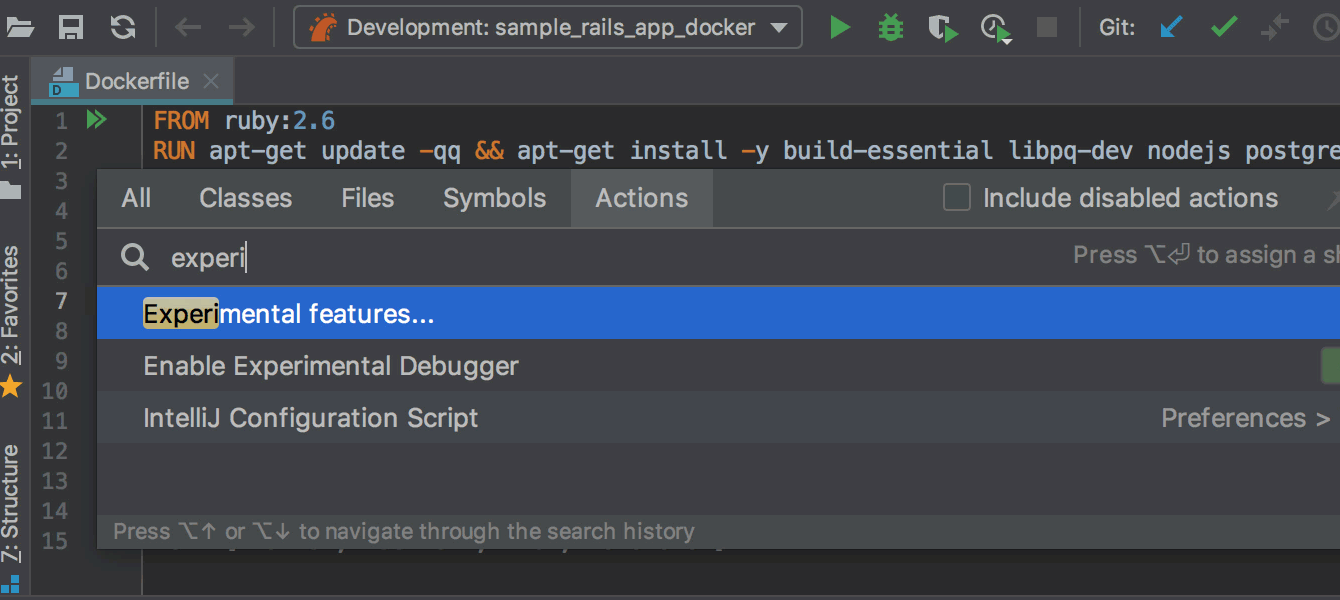 Development: sample_rails_app_docker
Git:
Dockerfile
1: Project
2: Favorites
7: Structure
1 FROM ruby:2.6
2 RUN apt-get update -qq && apt-get install -y build-essential libpq-dev nodejs postgre
3
4
5
6
7
8
9
10
11
12
13
14
15
All Classes Files Symbols Actions Include disabled actions
experi Press ⌥⏎ to assign a sh
Experimental features...
Enable Experimental Debugger
IntelliJ Configuration Script Preferences >
Press ⌥↑ or ⌥↓ to navigate through the search history